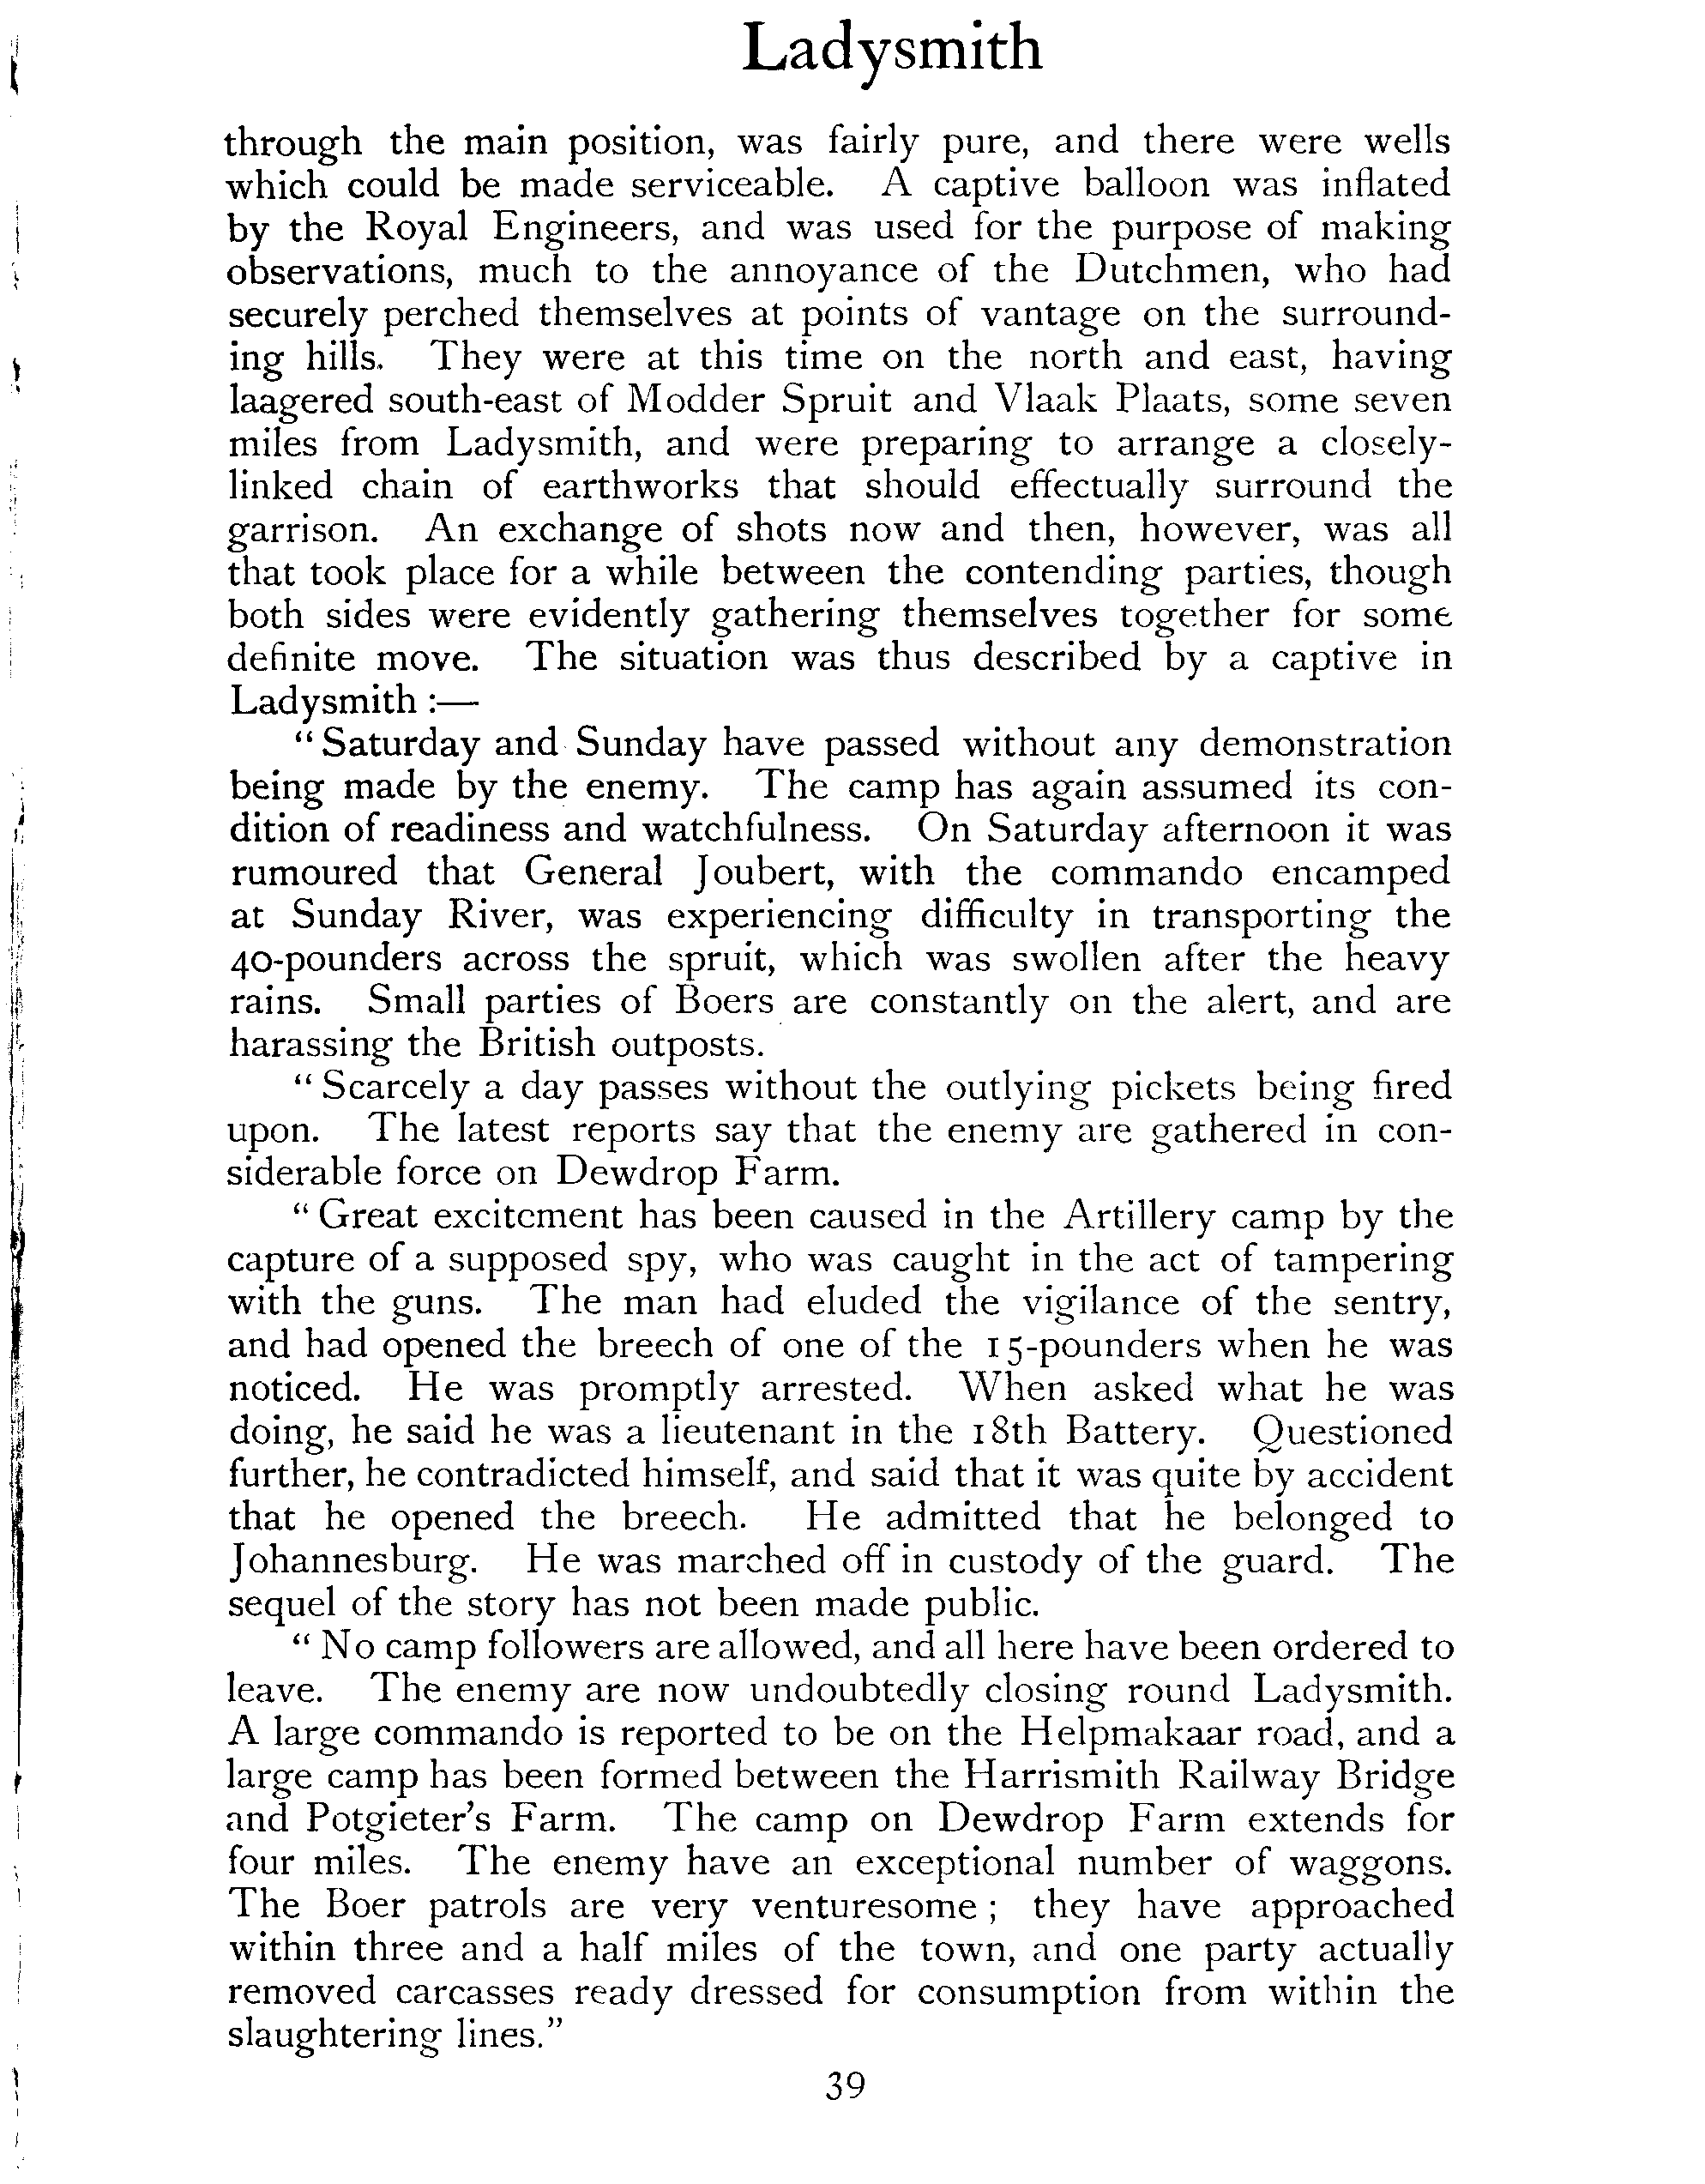 Ladysmith
through the main position, was fairly pure, and there were wells
which could be made serviceable. A captive balloon was inflated
by the Royal Engineers, and was used for the purpose of making
observations, much to the annoyance of the Dutchmen, who had
securely perched themselves at points of vantage on the surround-
ing hills. They were at this time on the north and east, having
laagered south-east of Modder Spruit and Vlaak Plaats, some seven
miles from Ladysmith, and were preparing to arrange a closely-
linked chain of earthworks that should effectually surround the
garrison. An exchange of shots now and then, however, was all
that took place for a while between the contending parties, though
both sides were evidently gathering themselves together for some
definite move. The situation was thus described by a captive in
Ladysmith :—
“ Saturday and Sunday have passed without any demonstration
being made by the enemy. The camp has again assumed its con-
dition of readiness and watchfulness. On Saturday afternoon it was
rumoured that General Joubert, with the commando encamped
at Sunday River, was experiencing difficulty in transporting the
40-pounders across the spruit, which was swollen after the heavy
rains. Small parties of Boers are constantly on the alert, and are
harassing the British outposts.
“ Scarcely a day passes without the outlying pickets being fired
upon. The latest reports say that the enemy are gathered in con-
siderable force on Dewdrop Farm.
“ Great excitement has been caused in the Artillery camp by the
capture of a supposed spy, who was caught in the act of tampering
with the guns. The man had eluded the vigilance of the sentry,
and had opened the breech of one of the 15-pounders when he was
noticed. He was promptly arrested. When asked what he was
doing, he said he was a lieutenant in the 18th Battery. Questioned
further, he contradicted himself, and said that it was quite by accident
that he opened the breech. He admitted that he belonged to
Johannesburg. He was marched off in custody of the guard. The
sequel of the story has not been made public.
“ No camp followers are allowed, and all here have been ordered to
leave. The enemy are now undoubtedly closing round Ladysmith.
A large commando is reported to be on the Helpmakaar road, and a
large camp has been formed between the Harrismith Railway Bridge
and Potgieter’s Farm. The camp on Dewdrop Farm extends for
four miles. The enemy have an exceptional number of waggons.
The Boer patrols are very venturesome ; they have approached
within three and a half miles of the town, and one party actually
removed carcasses ready dressed for consumption from within the
slaughtering lines.”
39